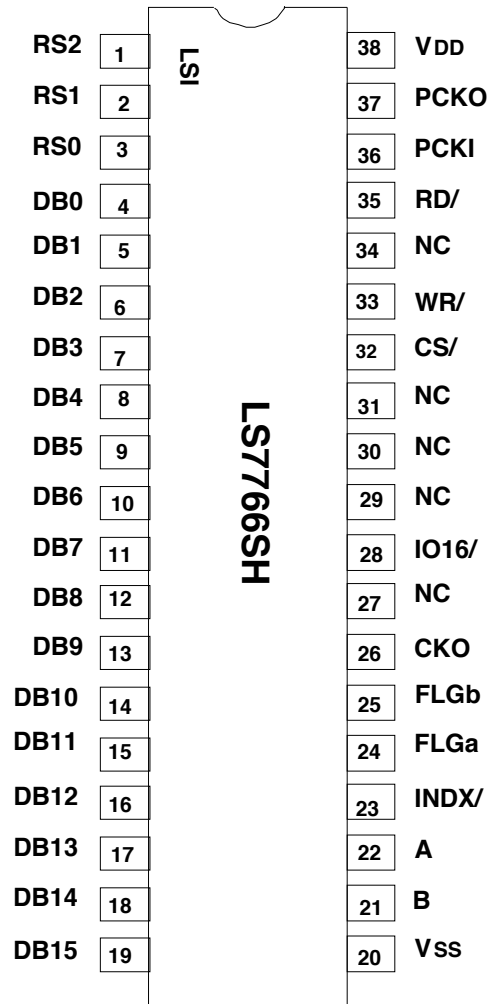 RS2 1 LSI 38 VDD
RS1 2 37 PCKO
RS0 3 36 PCKI
DB0 4 35 RD/
DB1 5 34 NC
DB2 6 33 WR/
DB3 7 32 CS/
DB4 8 31 NC
DB5 9 30 NC
DB6 10 29 NC
DB7 11 28 IO16/
DB8 12 27 NC
DB9 13 26 CKO
DB10 14 25 FLGb
DB11 15 24 FLGa
DB12 16 23 INDX/
DB13 17 22 A
DB14 18 21 B
DB15 19 20 VSS
LS7766SH